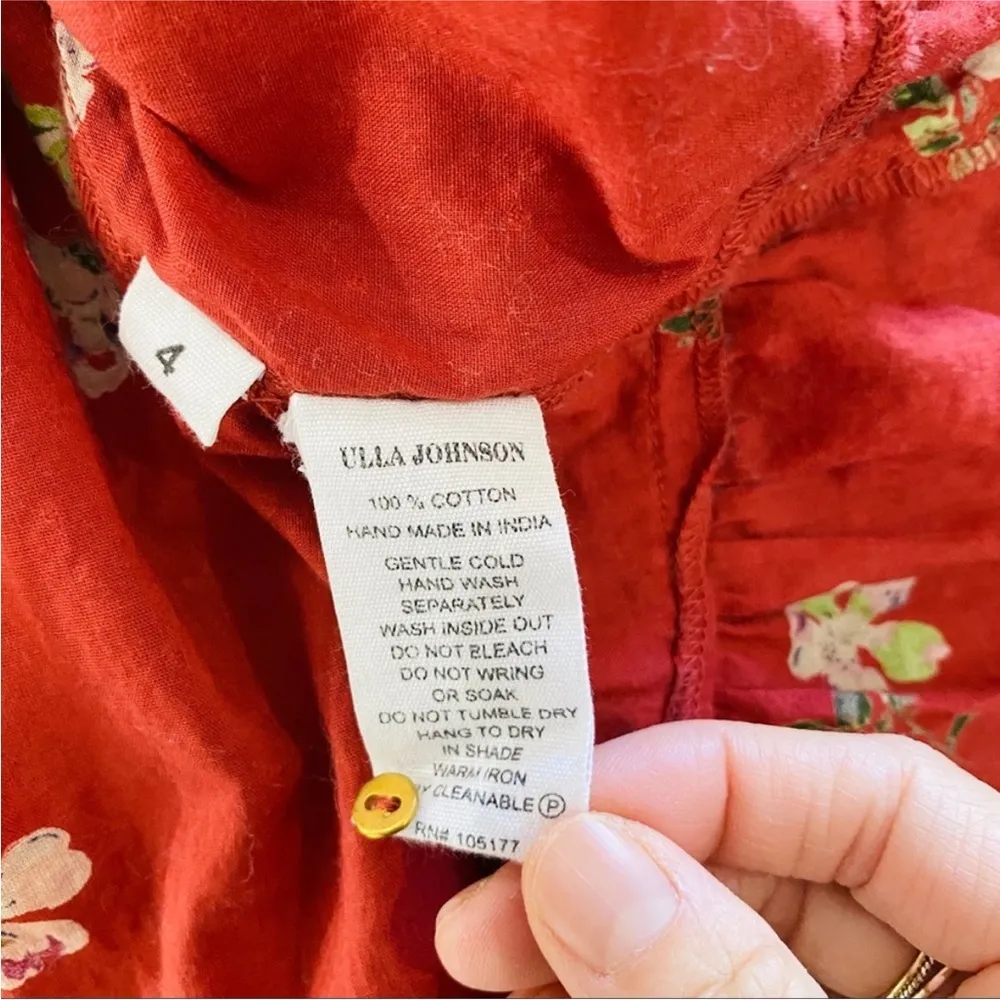 4
ULLA JOHNSON
100 % COTTON
HAND MADE IN INDIA
GENTLE COLD
HAND WASH
SEPARATELY
WASH INSIDE OUT
DO NOT BLEACH
DO NOT WRING
OR SOAK
DO NOT TUMBLE DRY
HANG TO DRY
IN SHADE
WARM IRON
CLEANABLE Ⓟ
RN# 105177